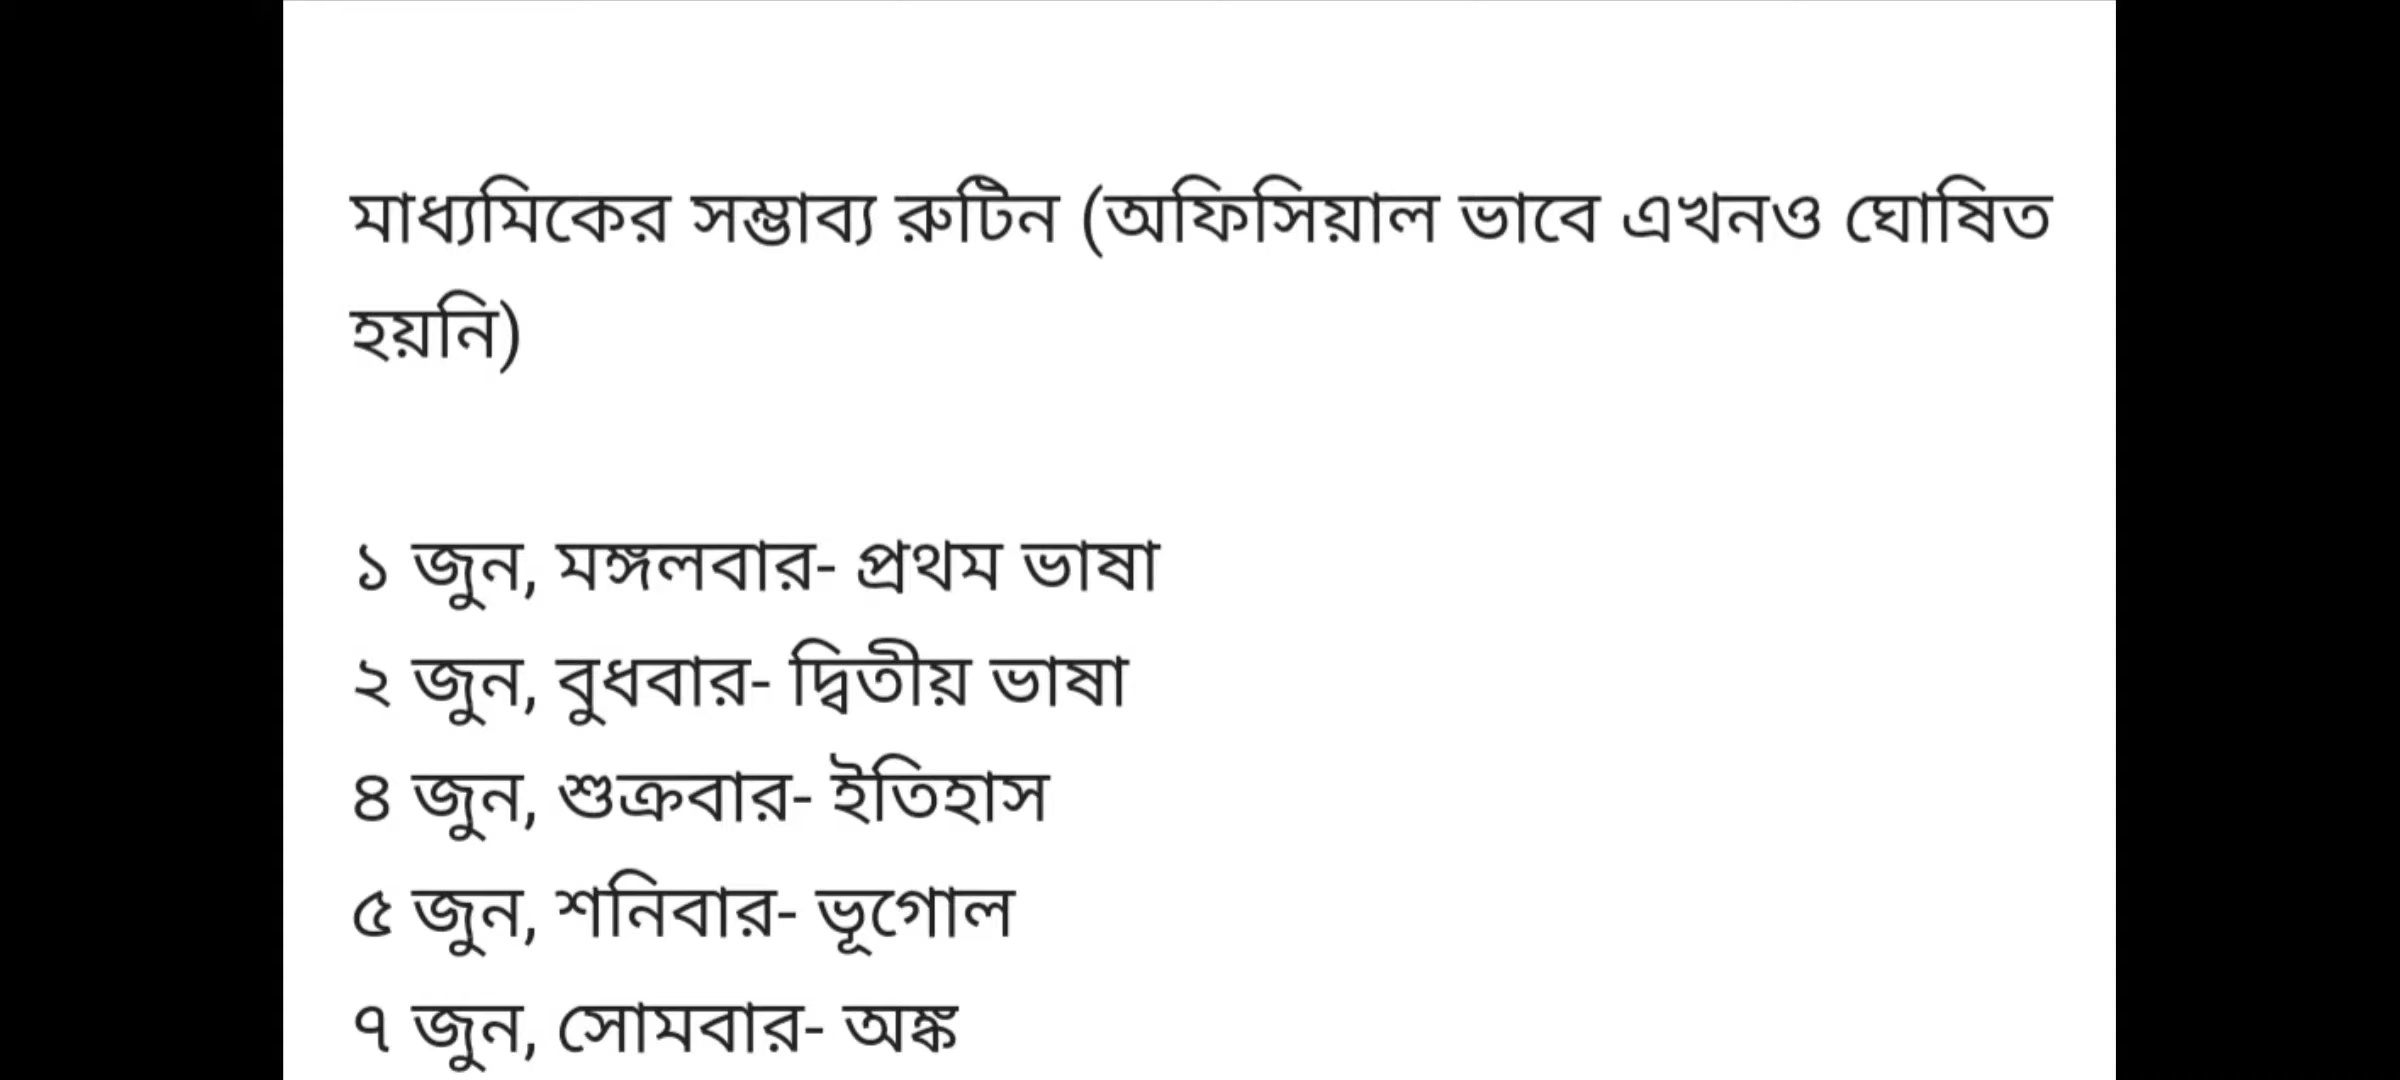 মাধ্যমিকের সম্ভাব্য রুটিন (অফিসিয়াল ভাবে এখনও ঘোষিত
হয়নি)
১ জুন, মঙ্গলবার- প্রথম ভাষা
২ জুন, বুধবার- দ্বিতীয় ভাষা
৪ জুন, শুক্রবার- ইতিহাস
৫ জুন, শনিবার- ভূগোল
৭ জুন, সোমবার- অঙ্ক